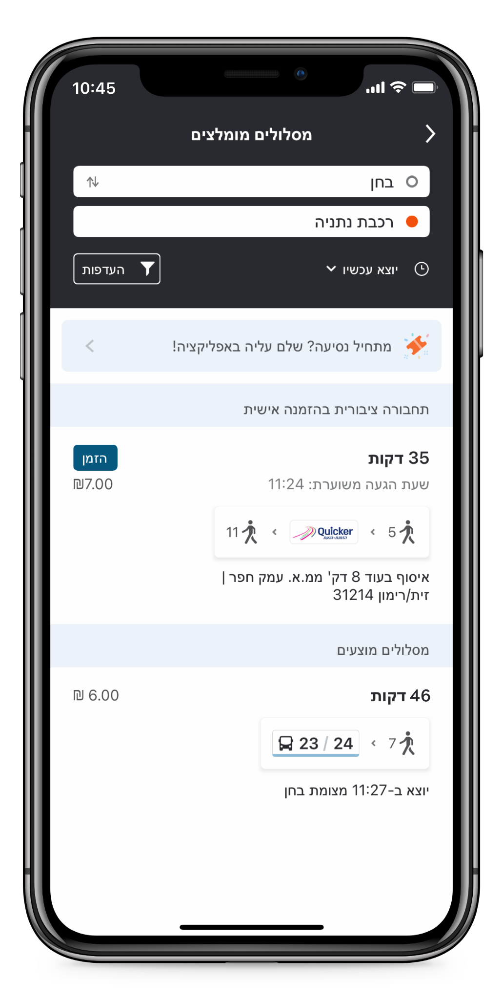 10:45
מסלולים מומלצים
בחן
רכבת נתניה
יוצא עכשיו
העדפות
מתחיל נסיעה? שלם עליה באפליקציה!
תחבורה ציבורית בהזמנה אישית
35 דקות
הזמן
שעת הגעה משוערת: 11:24
₪7.00
5
Quicker
הזמנת·הגעת
11
איסוף בעוד 8 דק' ממ.א. עמק חפר |
זית/רימון 31214
מסלולים מוצעים
46 דקות
₪ 6.00
7
23 / 24
יוצא ב-11:27 מצומת בחן